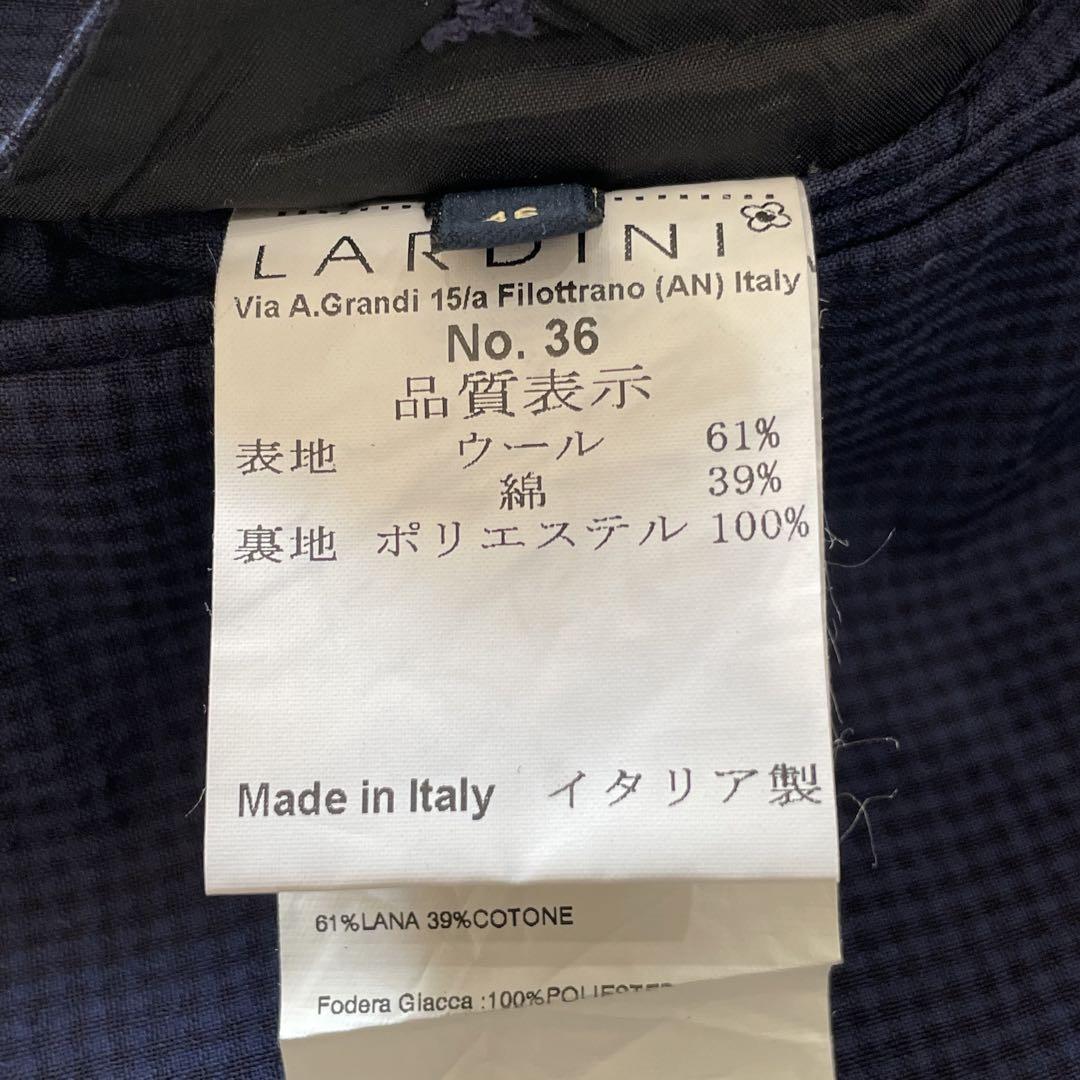 LARDINI
Via A.Grandi 15/a Filottrano (AN) Italy
No. 36
品質表示
表地 ウール 61%
綿 39%
裏地 ポリエステル 100%
Made in Italy イタリア製
61%LANA 39%COTONE
Fodera Giacca :100%POLIESTER